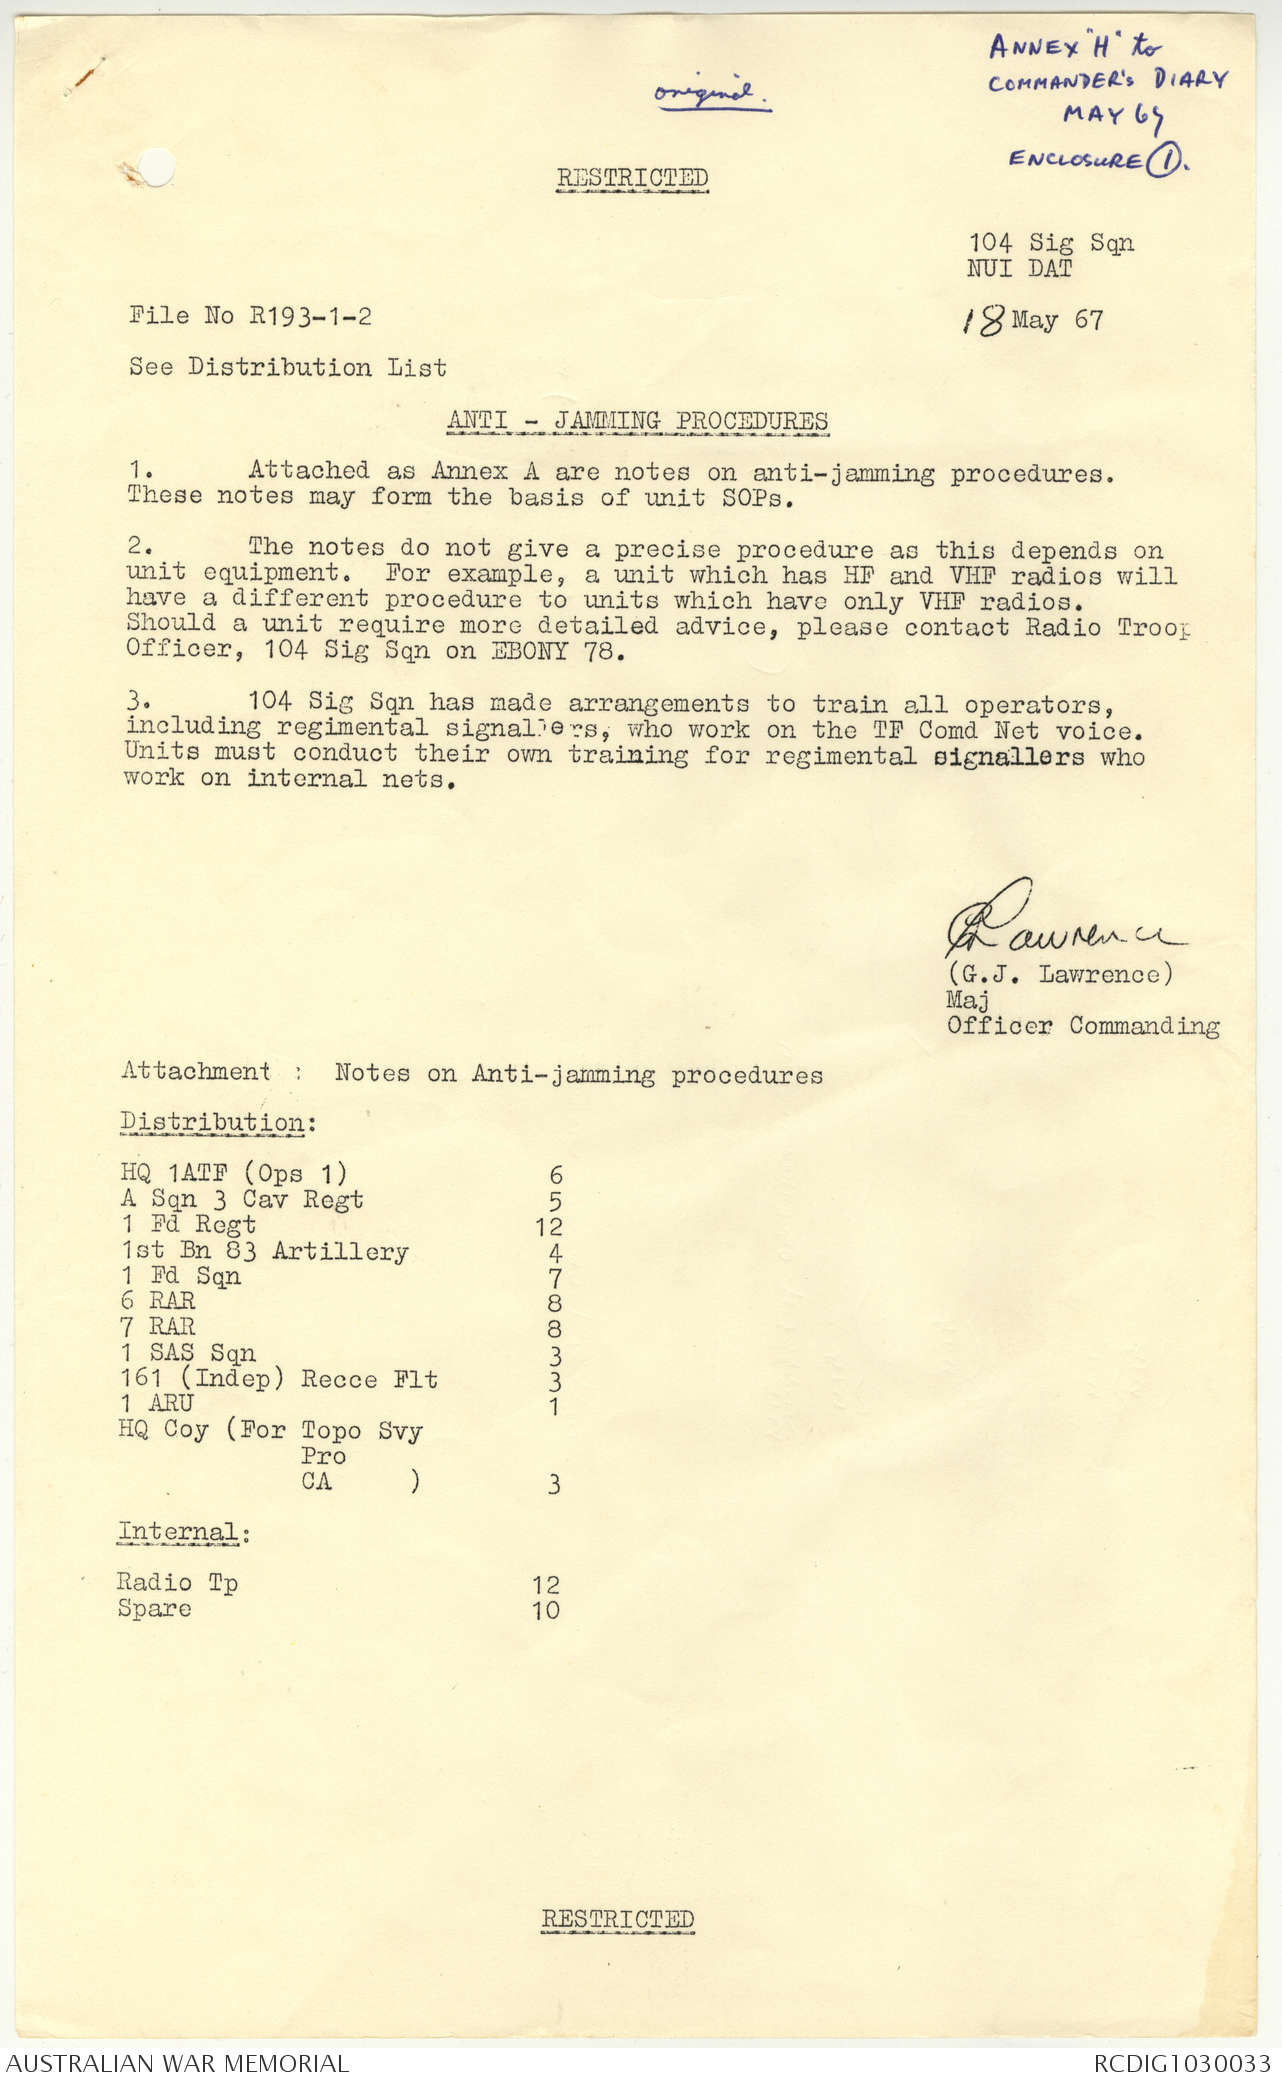 ANNEX "H" to
COMMANDER'S DIARY
MAY 67
ENCLOSURE 1.
original.
RESTRICTED
104 Sig Sqn
NUI DAT
File No R193-1-2
18 May 67
See Distribution List
ANTI - JAMMING PROCEDURES
1. Attached as Annex A are notes on anti-jamming procedures.
These notes may form the basis of unit SOPs.
2. The notes do not give a precise procedure as this depends on
unit equipment. For example, a unit which has HF and VHF radios will
have a different procedure to units which have only VHF radios.
Should a unit require more detailed advice, please contact Radio Troop
Officer, 104 Sig Sqn on EBONY 78.
3. 104 Sig Sqn has made arrangements to train all operators,
including regimental signallers, who work on the TF Comd Net voice.
Units must conduct their own training for regimental signallers who
work on internal nets.
GJ Lawrence
(G.J. Lawrence)
Maj
Officer Commanding
Attachment : Notes on Anti-jamming procedures
Distribution:
HQ 1ATF (Ops 1) 6
A Sqn 3 Cav Regt 5
1 Fd Regt 12
1st Bn 83 Artillery 4
1 Fd Sqn 7
6 RAR 8
7 RAR 8
1 SAS Sqn 3
161 (Indep) Recce Flt 3
1 ARU 1
HQ Coy (For Topo Svy
Pro
CA ) 3
Internal:
Radio Tp 12
Spare 10
RESTRICTED
AUSTRALIAN WAR MEMORIAL
RCDIG1030033